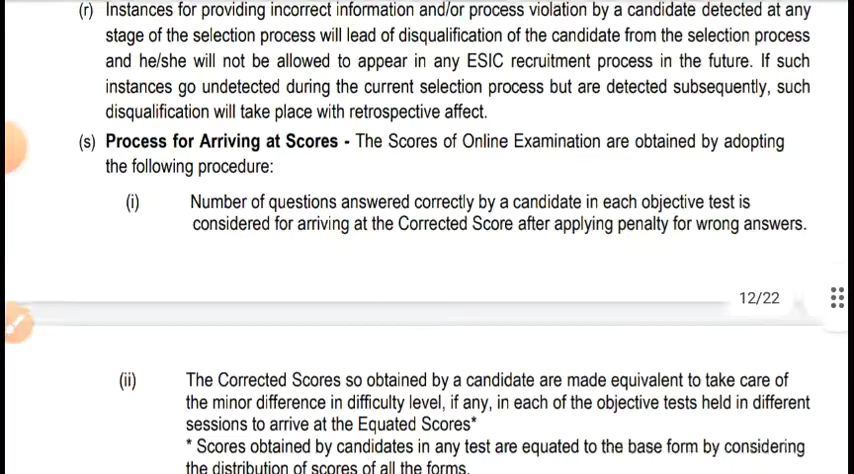 (r) Instances for providing incorrect information and/or process violation by a candidate detected at any
stage of the selection process will lead of disqualification of the candidate from the selection process
and he/she will not be allowed to appear in any ESIC recruitment process in the future. If such
instances go undetected during the current selection process but are detected subsequently, such
disqualification will take place with retrospective affect.
(s) Process for Arriving at Scores - The Scores of Online Examination are obtained by adopting
the following procedure:
(i) Number of questions answered correctly by a candidate in each objective test is
considered for arriving at the Corrected Score after applying penalty for wrong answers.
12/22
(ii) The Corrected Scores so obtained by a candidate are made equivalent to take care of
the minor difference in difficulty level, if any, in each of the objective tests held in different
sessions to arrive at the Equated Scores*
* Scores obtained by candidates in any test are equated to the base form by considering
the distribution of scores of all the forms.